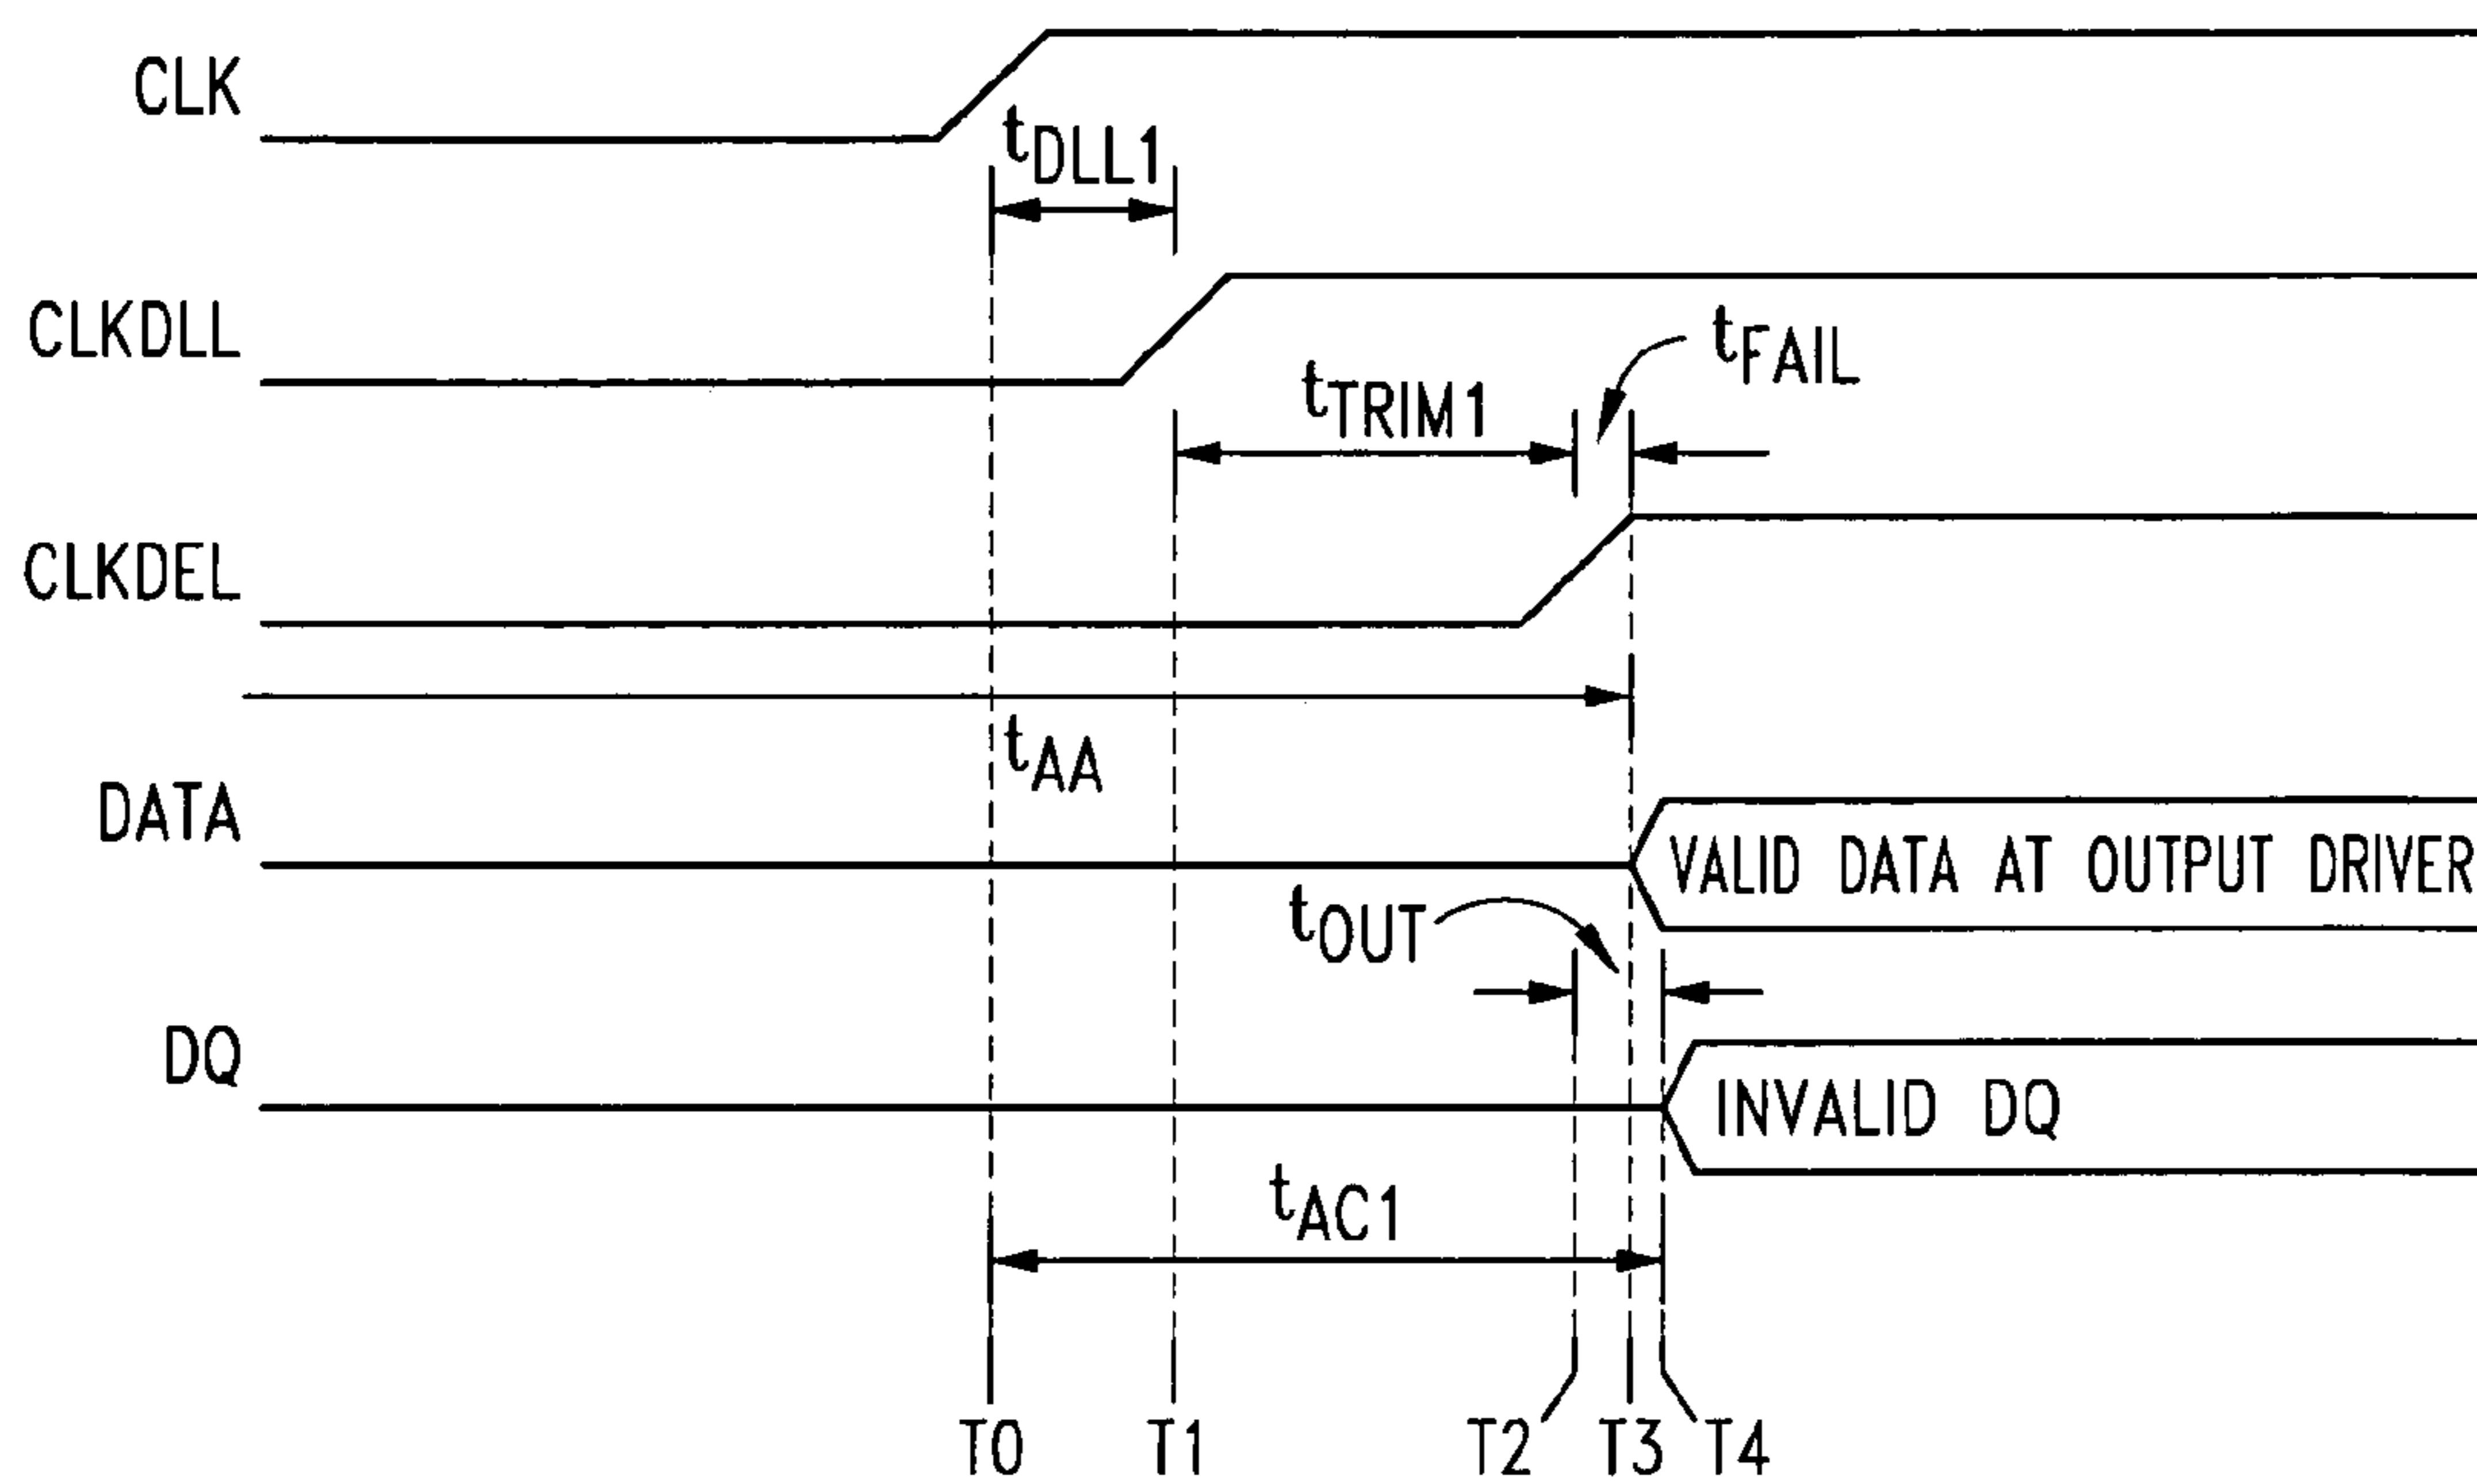 CLK
tDLL1
CLKDLL
tFAIL
tTRIM1
CLKDEL
tAA
DATA
VALID DATA AT OUTPUT DRIVER
tOUT
DQ
INVALID DQ
tAC1
T0 T1 T2 T3 T4